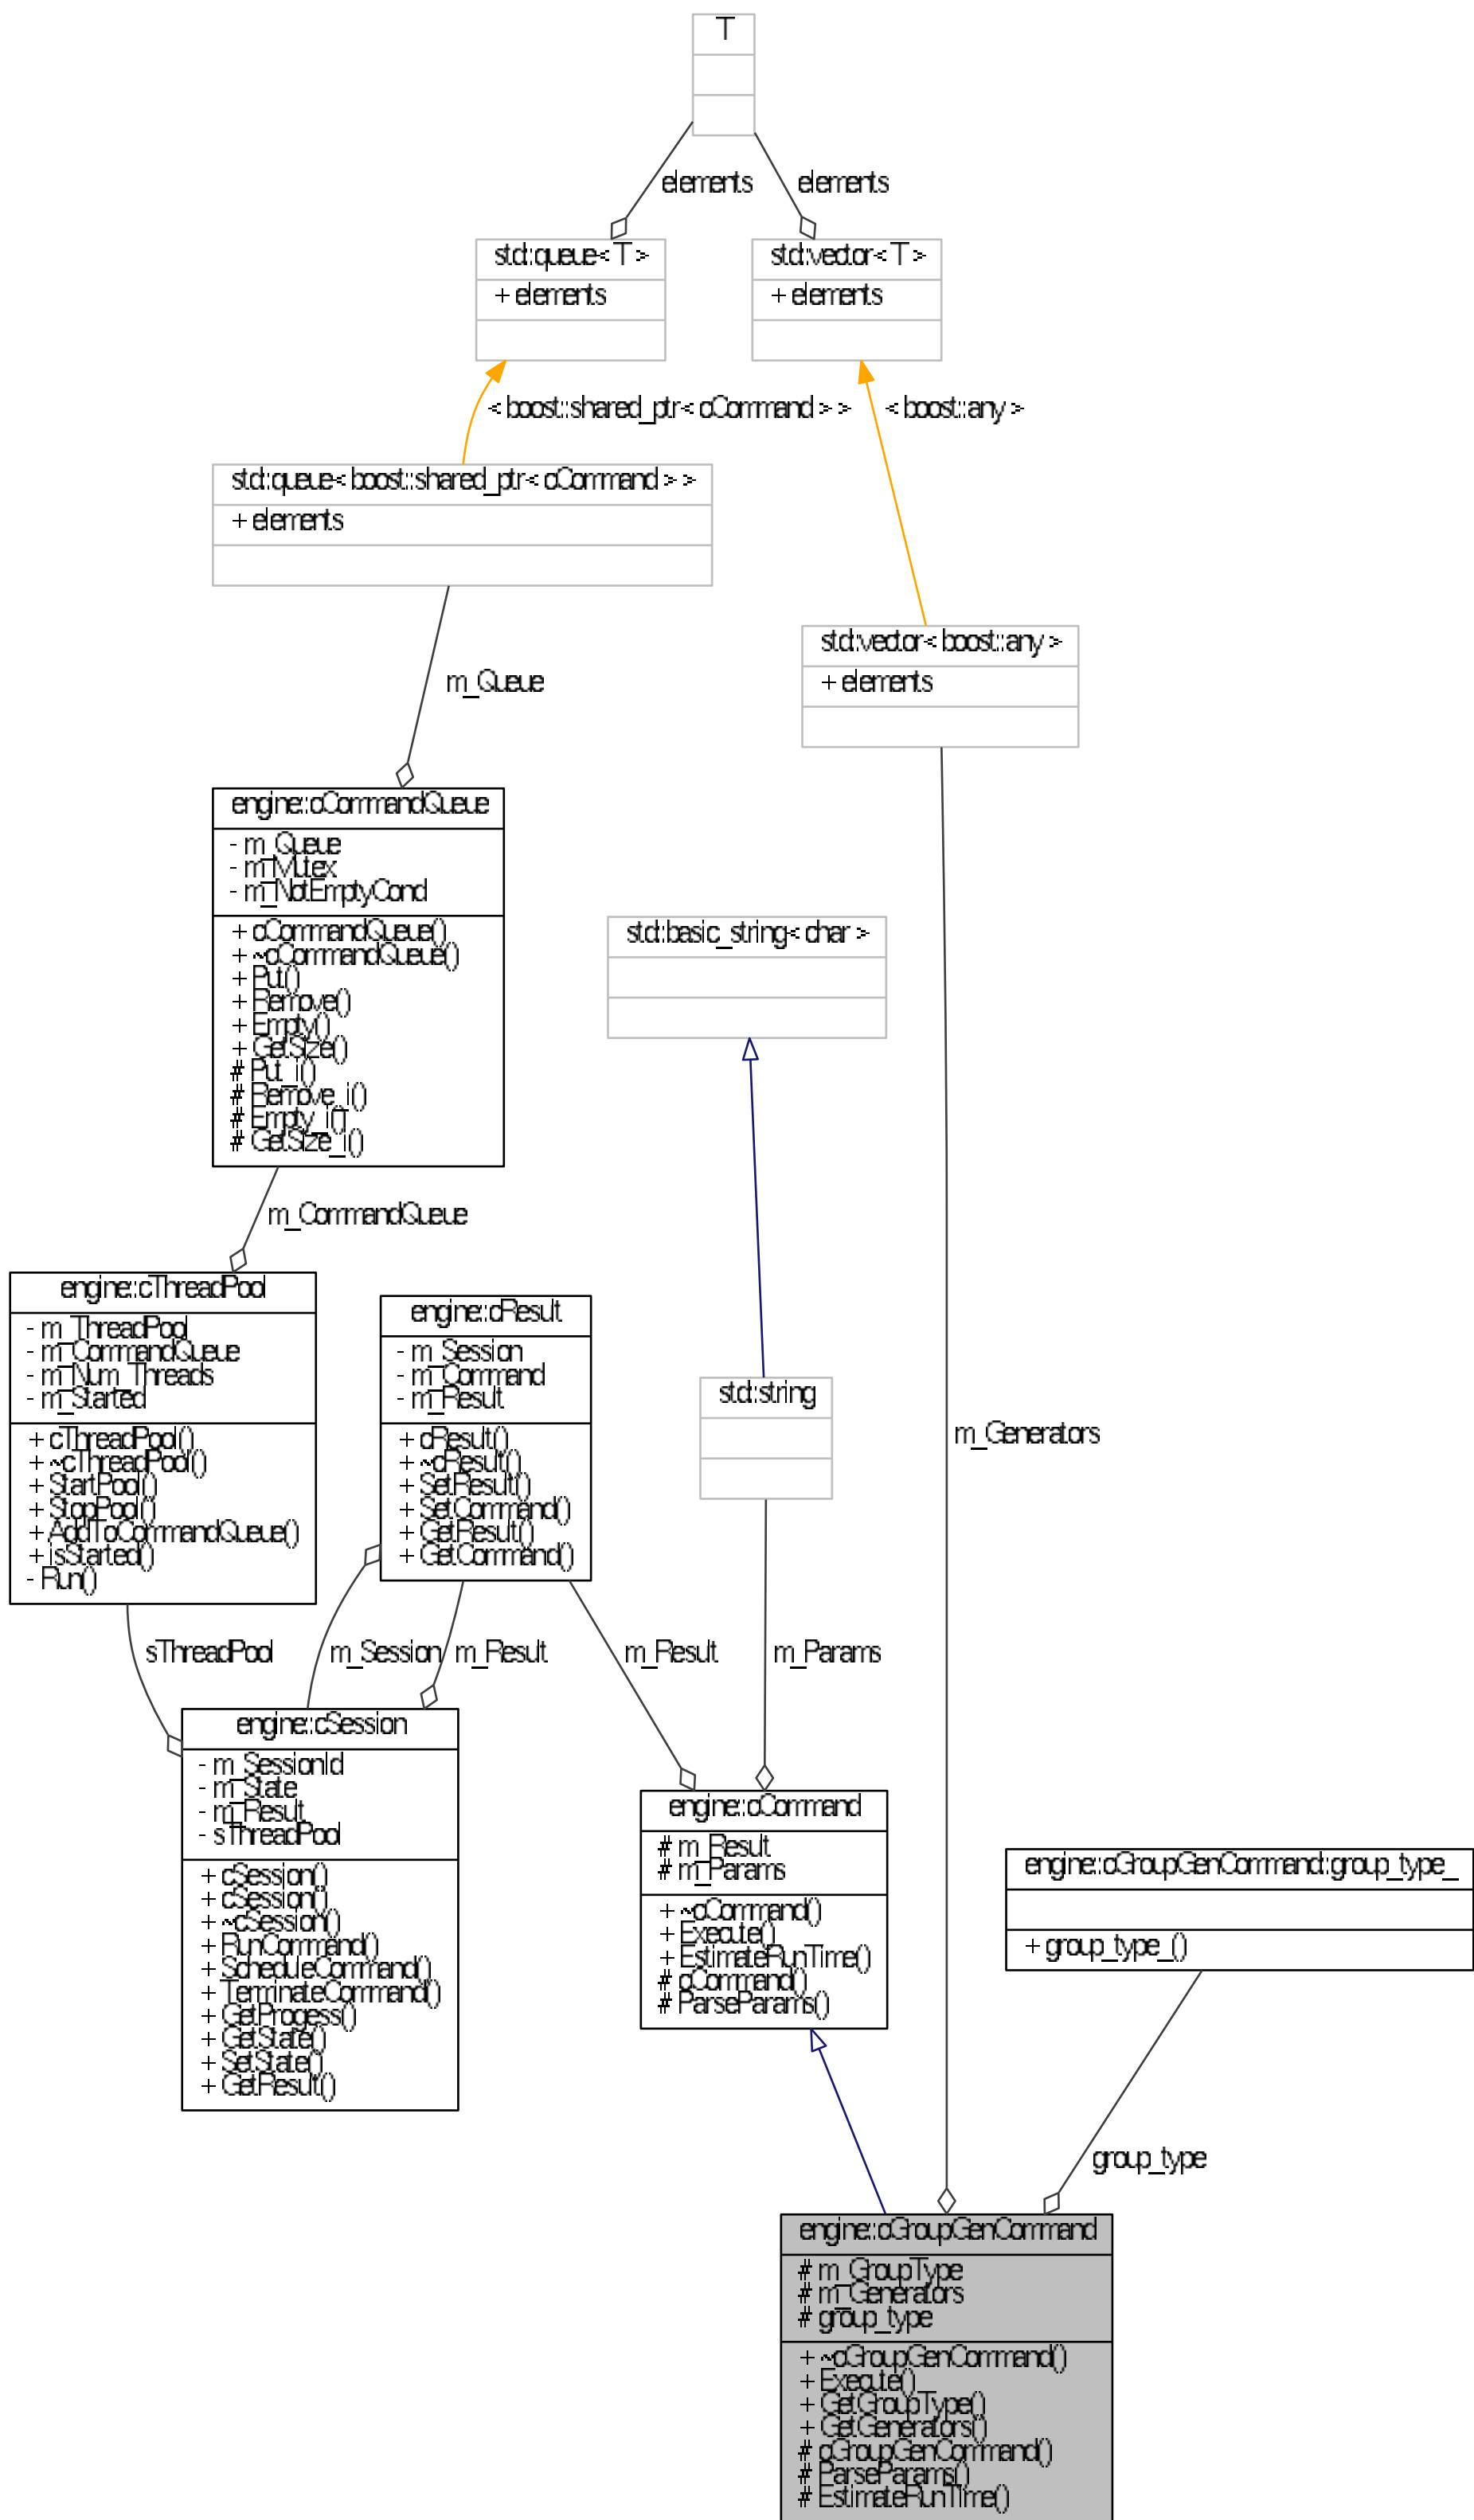 T
elements
elements
std::queue< T >
+ elements
std::vector< T >
+ elements
< boost::shared_ptr< cCommand > >
< boost::any >
std::queue< boost::shared_ptr< cCommand > >
+ elements
std::vector< boost::any >
+ elements
m_Queue
engine::cCommandQueue
- m_Queue
- m_Mutex
- m_NotEmptyCond
+ cCommandQueue()
+ ~cCommandQueue()
+ Put()
+ Remove()
+ Empty()
+ GetSize()
# Put_i()
# Remove_i()
# Empty_i()
# GetSize_i()
std::basic_string< char >
m_CommandQueue
engine::cThreadPool
- m_ThreadPool
- m_CommandQueue
- m_Num_Threads
- m_Started
+ cThreadPool()
+ ~cThreadPool()
+ StartPool()
+ StopPool()
+ AddToCommandQueue()
+ isStarted()
- Run()
engine::cResult
- m_Session
- m_Command
- m_Result
+ cResult()
+ ~cResult()
+ SetResult()
+ SetCommand()
+ GetResult()
+ GetCommand()
std::string
m_Generators
sThreadPool
m_Session
m_Result
m_Result
m_Params
engine::cSession
- m_SessionId
- m_State
- m_Result
- sThreadPool
+ cSession()
+ cSession()
+ ~cSession()
+ RunCommand()
+ ScheduleCommand()
+ TerminateCommand()
+ GetProgess()
+ GetState()
+ SetState()
+ GetResult()
engine::cCommand
# m_Result
# m_Params
+ ~cCommand()
+ Execute()
+ EstimateRunTime()
# cCommand()
# ParseParams()
engine::cGroupGenCommand::group_type_
+ group_type_()
group_type
engine::cGroupGenCommand
# m_GroupType
# m_Generators
# group_type
+ ~cGroupGenCommand()
+ Execute()
+ GetGroupType()
+ GetGenerators()
# cGroupGenCommand()
# ParseParams()
# EstimateRunTime()